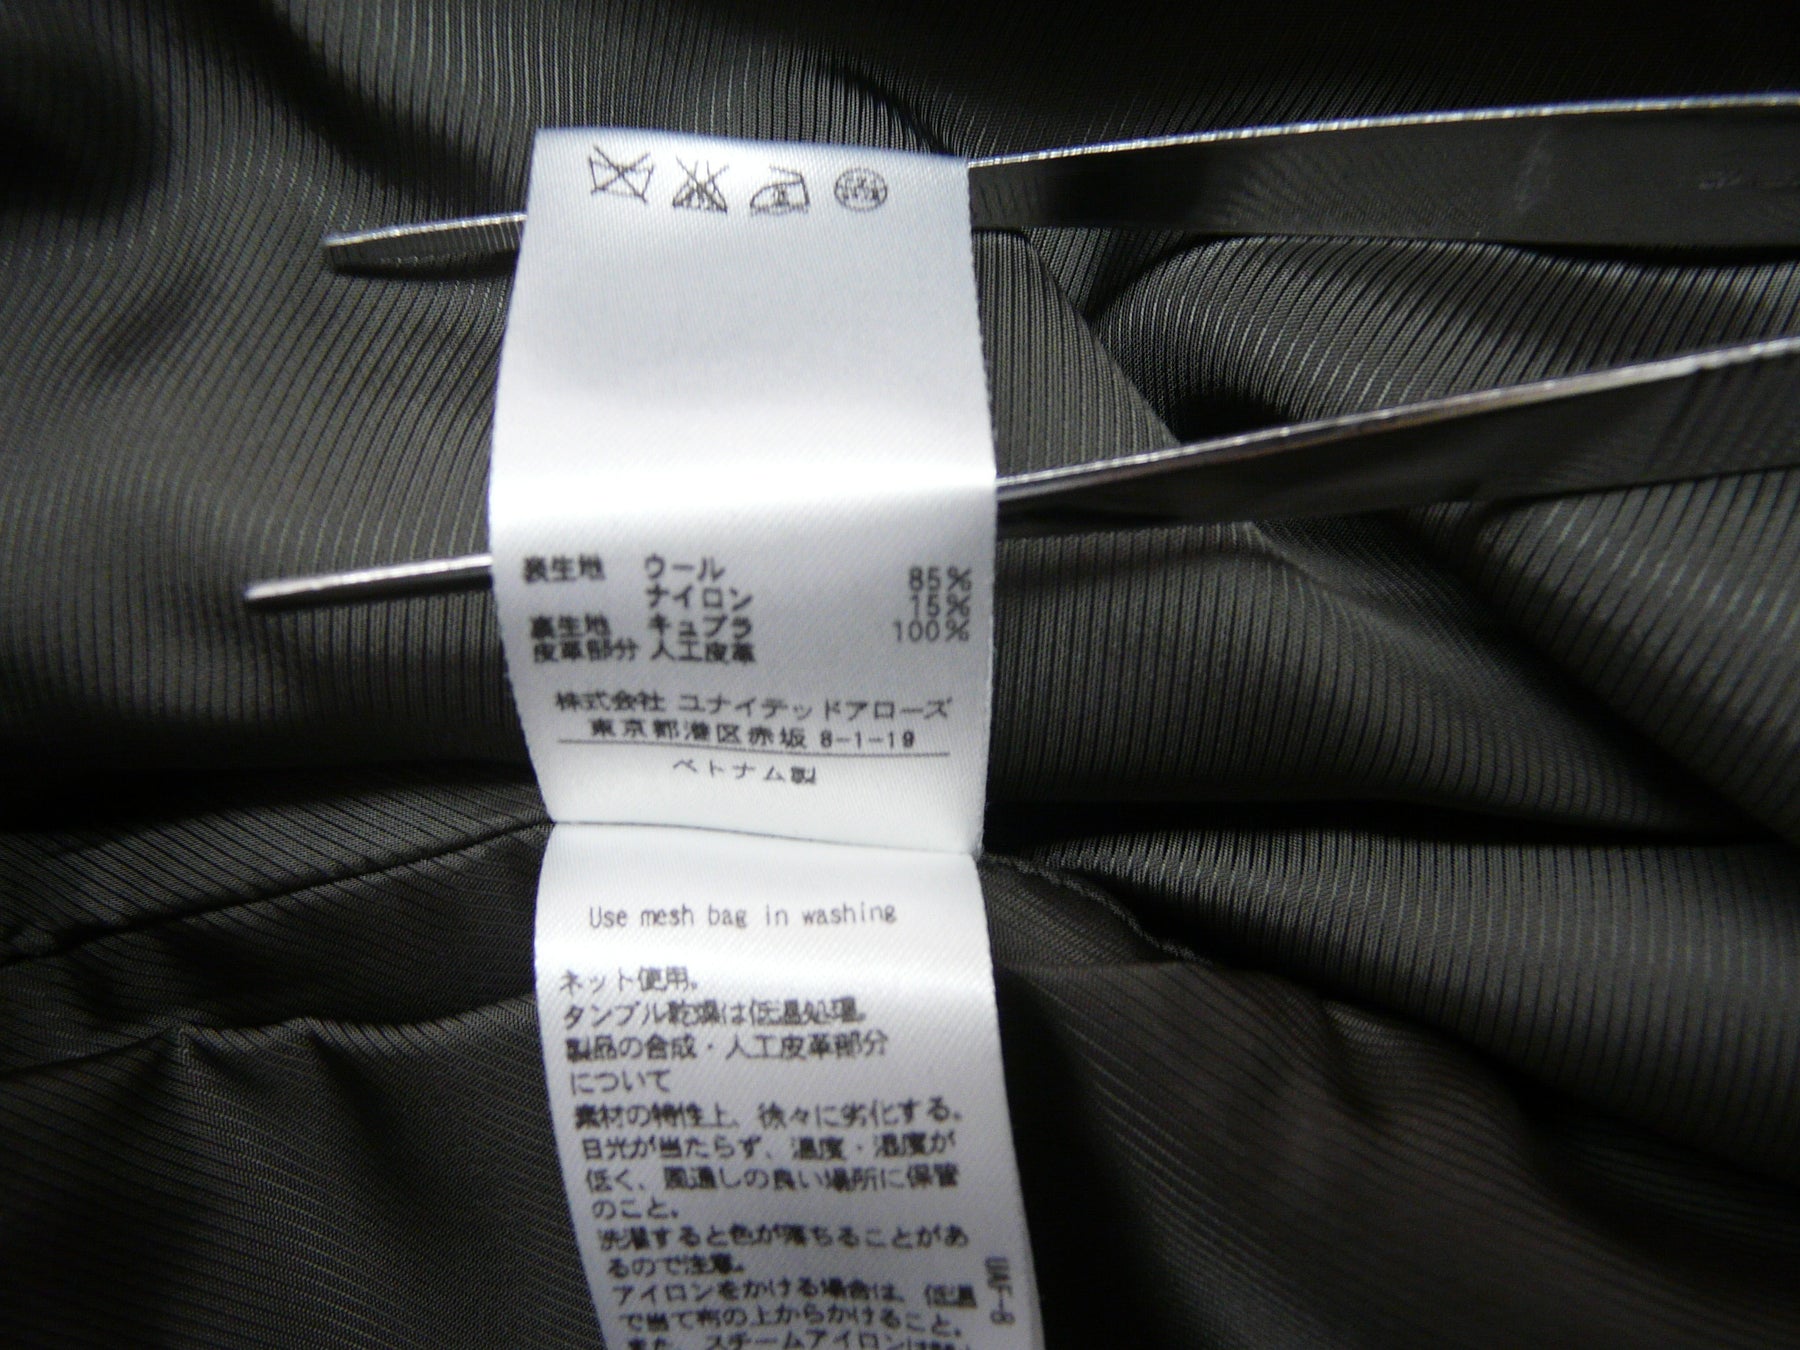 表生地 ウール 85%
ナイロン 15%
裏生地 キュプラ 100%
皮革部分 人工皮革
株式会社 ユナイテッドアローズ
東京都港区赤坂 8-1-19
ベトナム製
Use mesh bag in washing
ネット使用。
タンブル乾燥は低温処理。
製品の合成・人工皮革部分
について
素材の特性上、徐々に劣化する。
日光が当たらず、温度・湿度が
低く、風通しの良い場所に保管
のこと。
洗濯すると色が落ちることがあ
るので注意。
アイロンをかける場合は、低温
で当て布の上からかけること。
また、スチームアイロンは
UAF-8